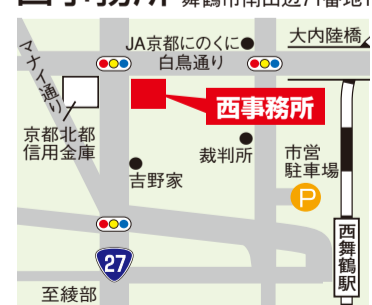 西事務所 舞鶴市南田辺71番地
JA京都にのくに
大内陸橋
白鳥通り
マナイ通り
西事務所
京都北都
信用金庫
裁判所
市営
駐車場
P
吉野家
27
西舞鶴駅
至綾部